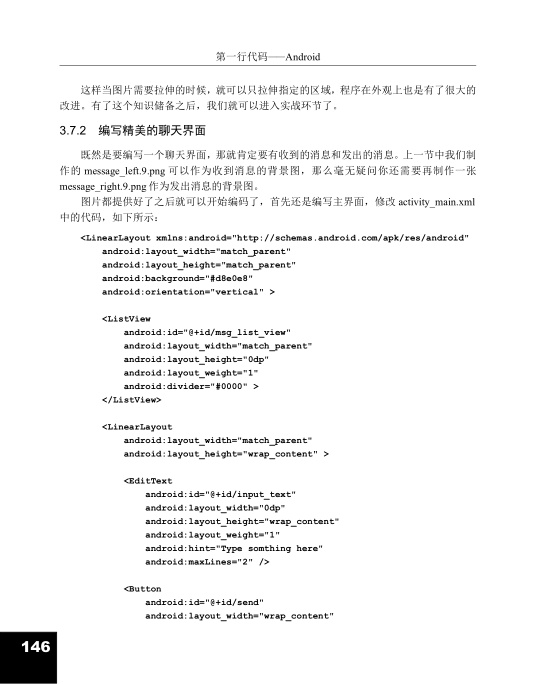 第一行代码——Android
这样当图片需要拉伸的时候，就可以只拉伸指定的区域，程序在外观上也是有了很大的
改进。有了这个知识储备之后，我们就可以进入实战环节了。
3.7.2 编写精美的聊天界面
既然是要编写一个聊天界面，那就肯定要有收到的消息和发出的消息。上一节中我们制
作的 message_left.9.png 可以作为收到消息的背景图，那么毫无疑问你还需要再制作一张
message_right.9.png 作为发出消息的背景图。
图片都提供好了之后就可以开始编码了，首先还是编写主界面，修改 activity_main.xml
中的代码，如下所示：
<LinearLayout xmlns:android="http://schemas.android.com/apk/res/android"
android:layout_width="match_parent"
android:layout_height="match_parent"
android:background="#d8e0e8"
android:orientation="vertical" >
<ListView
android:id="@+id/msg_list_view"
android:layout_width="match_parent"
android:layout_height="0dp"
android:layout_weight="1"
android:divider="#0000" >
</ListView>
<LinearLayout
android:layout_width="match_parent"
android:layout_height="wrap_content" >
<EditText
android:id="@+id/input_text"
android:layout_width="0dp"
android:layout_height="wrap_content"
android:layout_weight="1"
android:hint="Type somthing here"
android:maxLines="2" />
<Button
android:id="@+id/send"
android:layout_width="wrap_content"
146